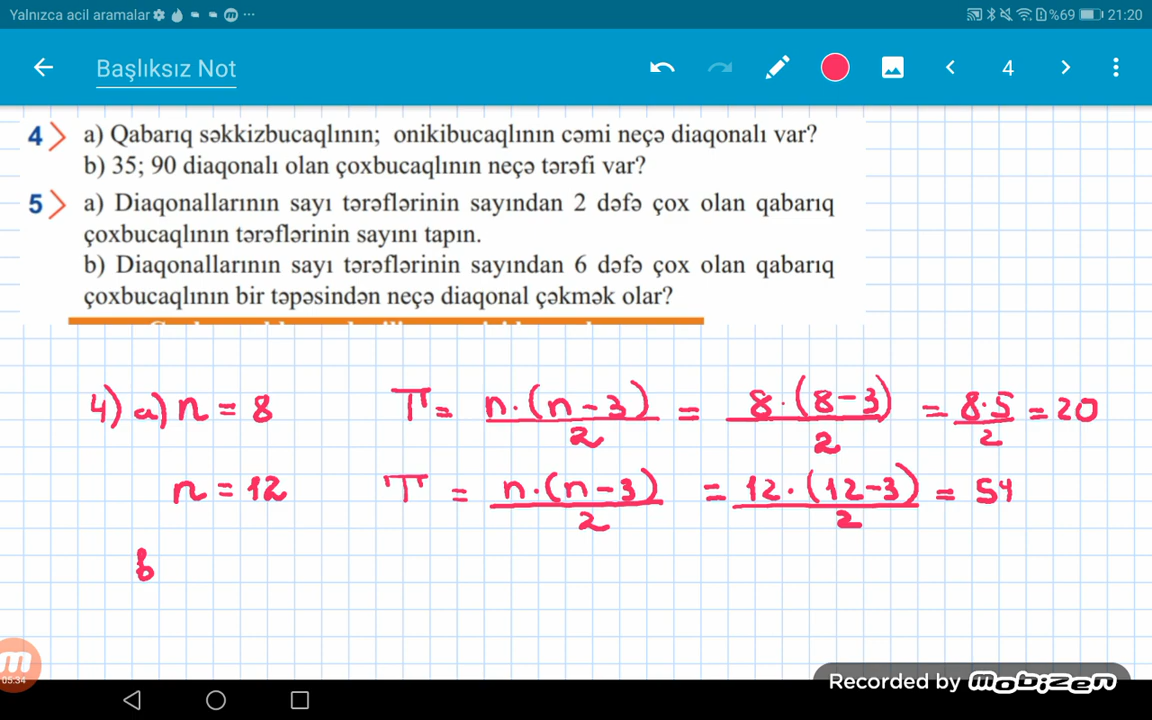 Yalnızca acil aramalar ... %69 21:20
Başlıksız Not 4
4 a) Qabarıq səkkizbucaqlının; onikibucaqlının cəmi neçə diaqonalı var?
b) 35; 90 diaqonalı olan çoxbucaqlının neçə tərəfi var?
5 a) Diaqonallarının sayı tərəflərinin sayından 2 dəfə çox olan qabarıq
çoxbucaqlının tərəflərinin sayını tapın.
b) Diaqonallarının sayı tərəflərinin sayından 6 dəfə çox olan qabarıq
çoxbucaqlının bir təpəsindən neçə diaqonal çəkmək olar?
4) a) n = 8 T = n·(n-3)/2 = 8·(8-3)/2 = 8·5/2 = 20
n = 12 T = n·(n-3)/2 = 12·(12-3)/2 = 54
b
05:34
Recorded by mobizen